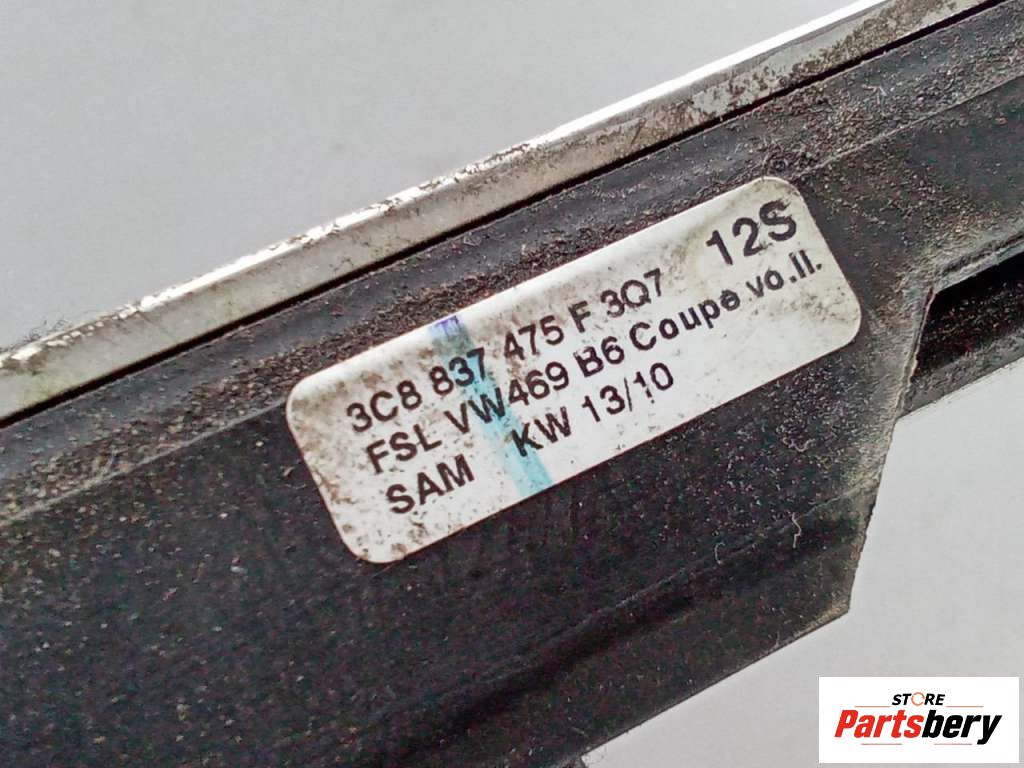 12S
3C8 837 475 F 3Q7
FSL VW469 B6 Coupe vo.li.
SAM KW 13/10
STORE
Partsbery